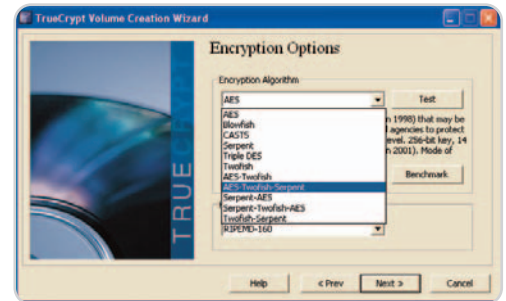 TrueCrypt Volume Creation Wizard
TRUECRYPT
Encryption Options
Encryption Algorithm
AES
Test
AES
Blowfish
CAST5
Serpent
Triple DES
Twofish
AES-Twofish
AES-Twofish-Serpent
Serpent-AES
Serpent-Twofish-AES
Twofish-Serpent
n 1998) that may be
l agencies to protect
evel. 256-bit key, 14
n 2001). Mode of
Benchmark
RIPEMD-160
Help
< Prev
Next >
Cancel